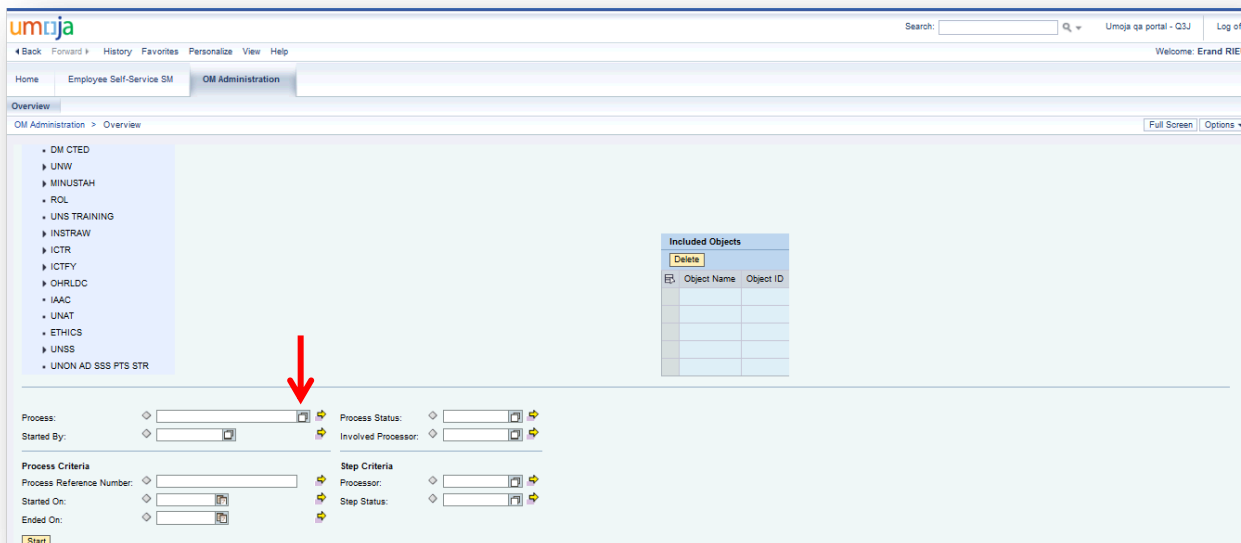 umoja
Search: Umoja qa portal - Q3J Log of
Back Forward History Favorites Personalize View Help
Welcome: Erand RIE
Home Employee Self-Service SM OM Administration
Overview
OM Administration > Overview
Full Screen Options
DM CTED
UNW
MINUSTAH
ROL
UNS TRAINING
INSTRAW
ICTR
ICTFY
OHRLDC
IAAC
UNAT
ETHICS
UNSS
UNON AD SSS PTS STR
Included Objects
Delete
Object Name Object ID
Process: Process Status:
Started By: Involved Processor:
Process Criteria Step Criteria
Process Reference Number: Processor:
Started On: Step Status:
Ended On:
Start